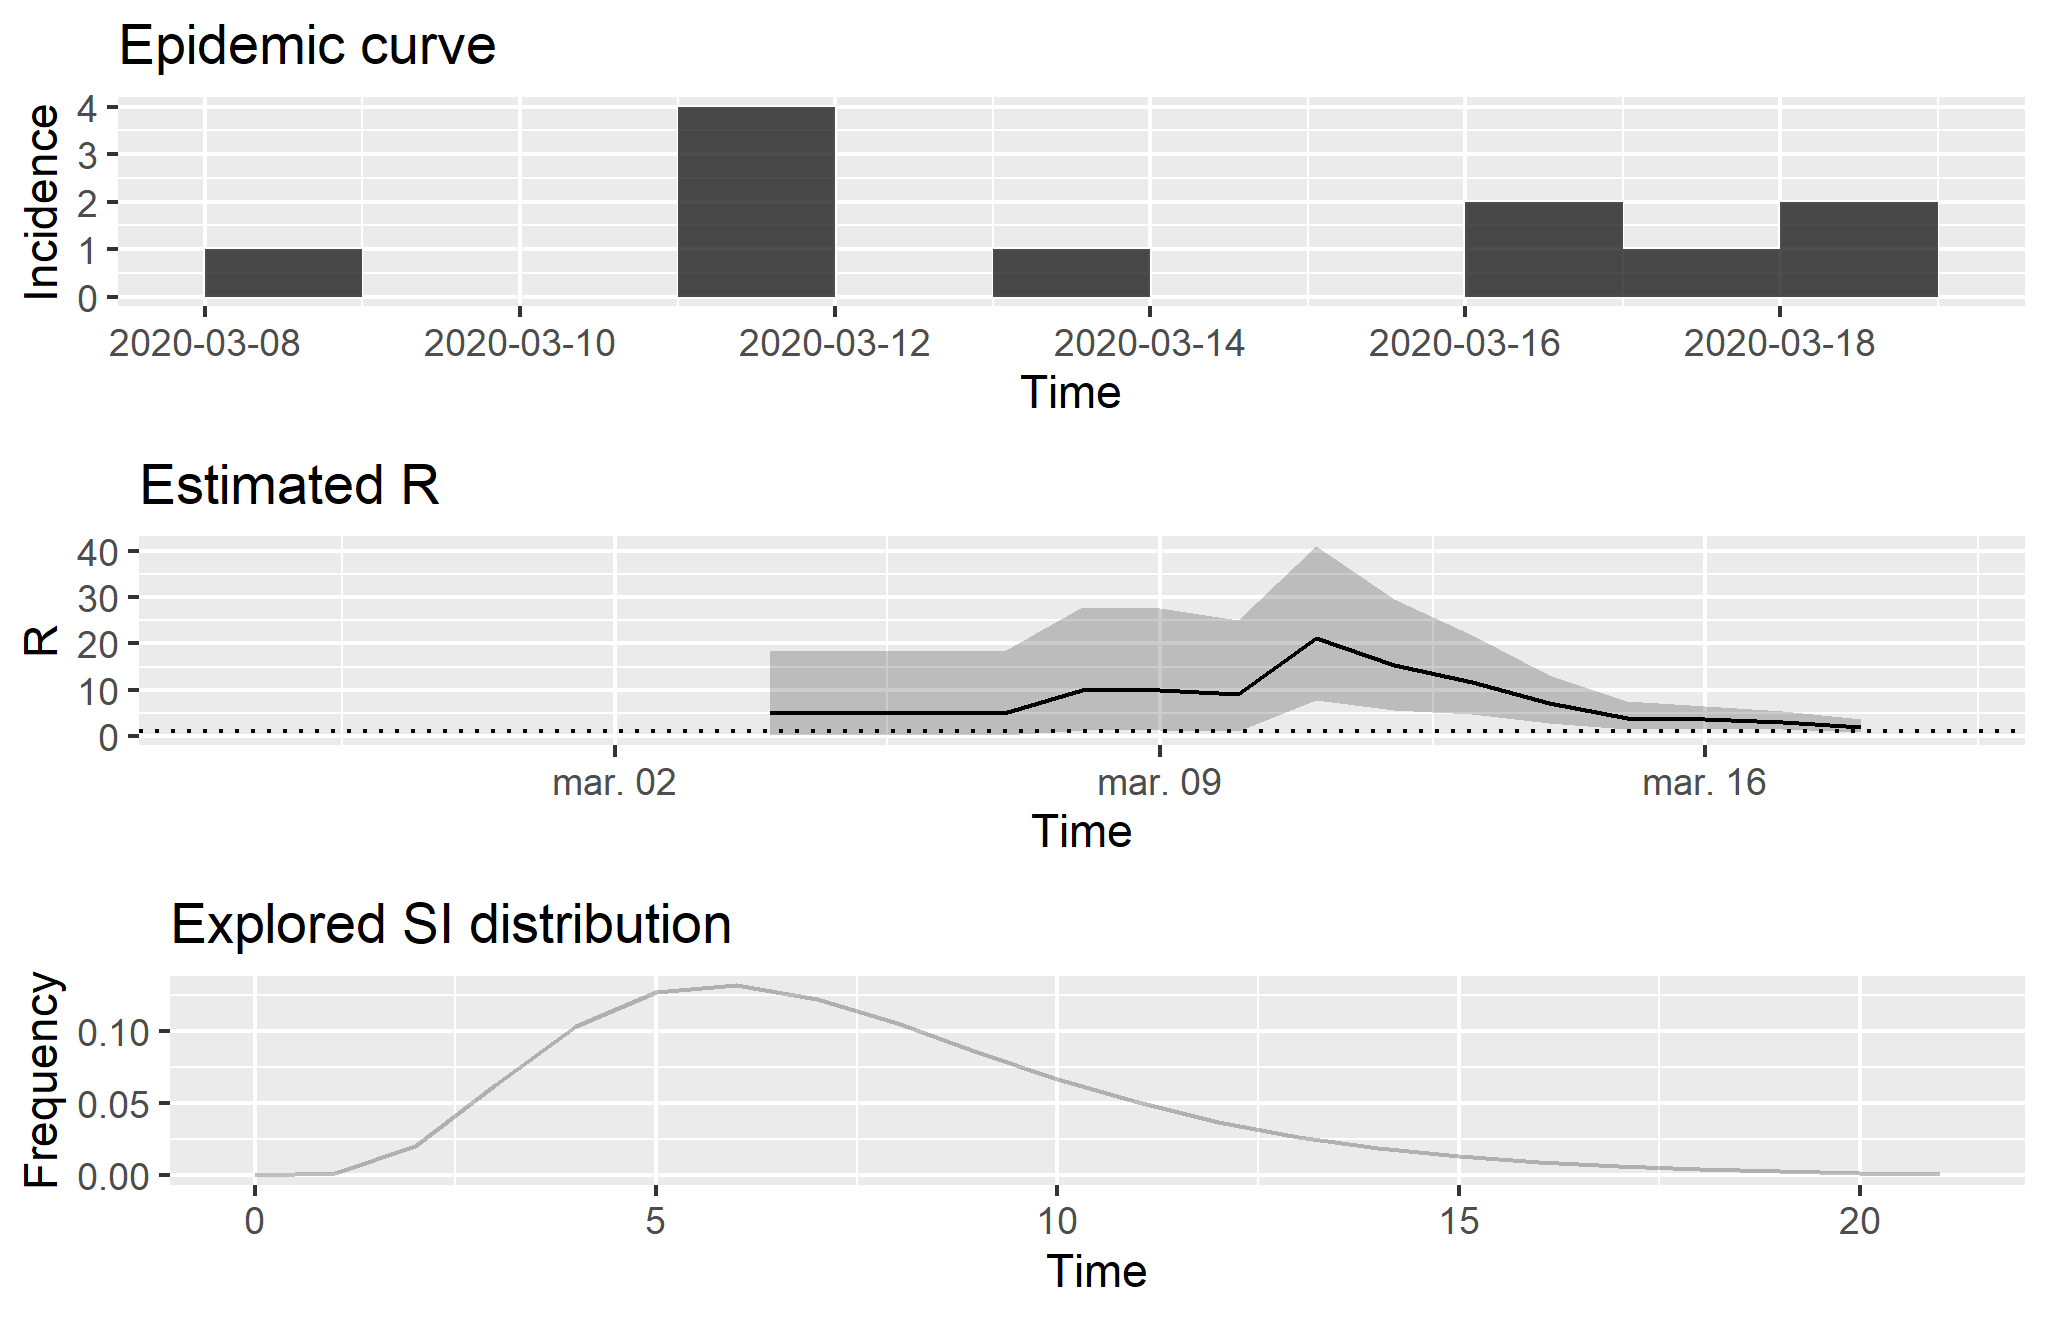 Epidemic curve
Incidence
4
3
2
1
0
2020-03-08 2020-03-10 2020-03-12 2020-03-14 2020-03-16 2020-03-18
Time
Estimated R
R
40
30
20
10
0
mar. 02 mar. 09 mar. 16
Time
Explored SI distribution
Frequency
0.10
0.05
0.00
0 5 10 15 20
Time